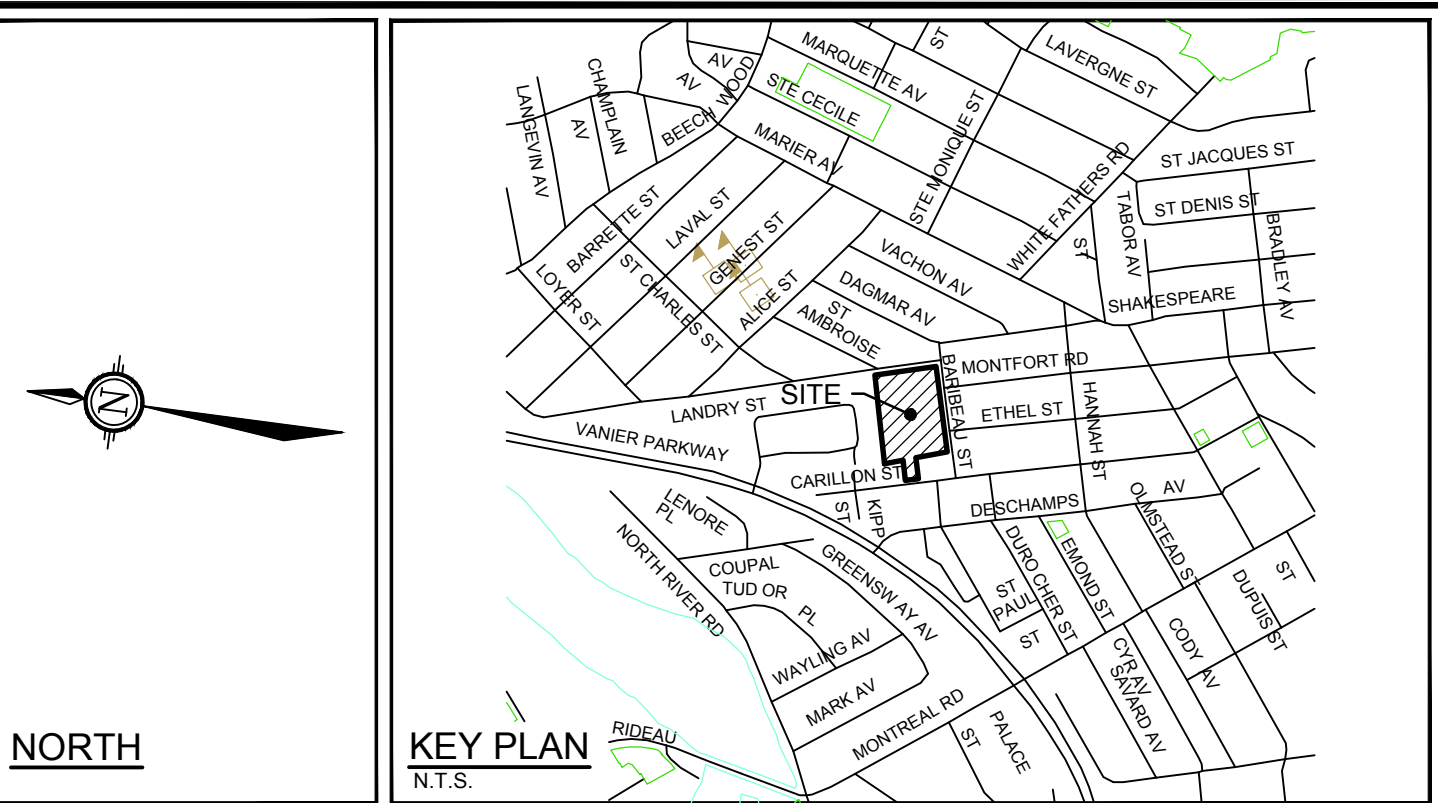 N
NORTH
KEY PLAN
N.T.S.
SITE
LANGEVIN AV
CHAMPLAIN
AV
AV
AV
BEECH WOOD
MARQUETTE AV
ST
LAVERGNE ST
STE CECILE
MARIER AV
STE MONIQUE ST
WHITE FATHERS RD
ST JACQUES ST
ST DENIS ST
TABOR AV
ST
BRADLEY AV
SHAKESPEARE
BARRETTE ST
LAVAL ST
GENEST ST
LOYER ST
ST CHARLES ST
ALICE ST
VACHON AV
DAGMAR AV
ST
AMBROISE
MONTFORT RD
BARIBEAU ST
ETHEL ST
HANNAH ST
LANDRY ST
VANIER PARKWAY
CARILLON ST
KIPP
ST
DESCHAMPS
AV
OLMSTEAD ST
LENORE
PL
NORTH RIVER RD
COUPAL
TUD OR
PL
GREENSW AY AV
ST
PAUL
ST
DURO CHER ST
EMOND ST
DUPUIS ST
ST
WAYLING AV
MARK AV
CYR AV
SAVARD AV
CODY AV
MONTREAL RD
PALACE
ST
RIDEAU